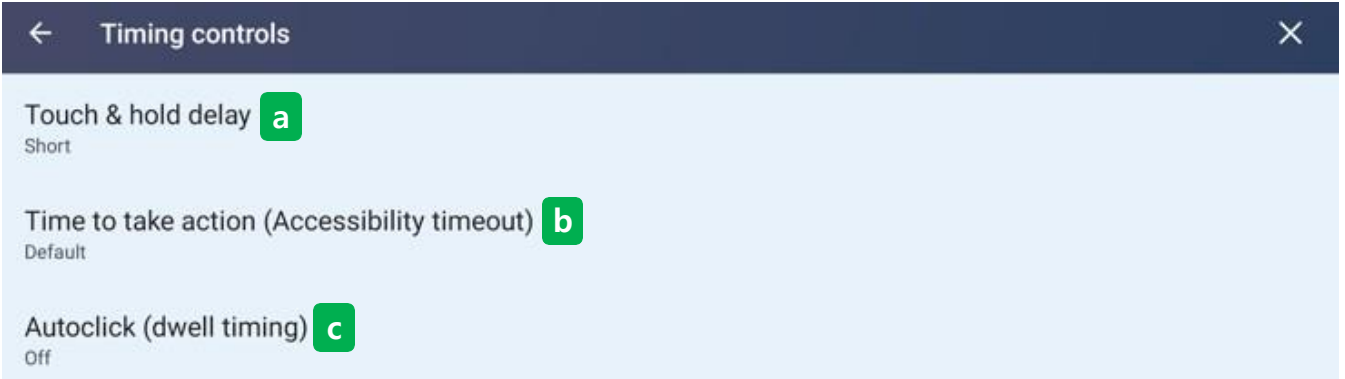 Timing controls
Touch & hold delay a
Short
Time to take action (Accessibility timeout) b
Default
Autoclick (dwell timing) c
Off